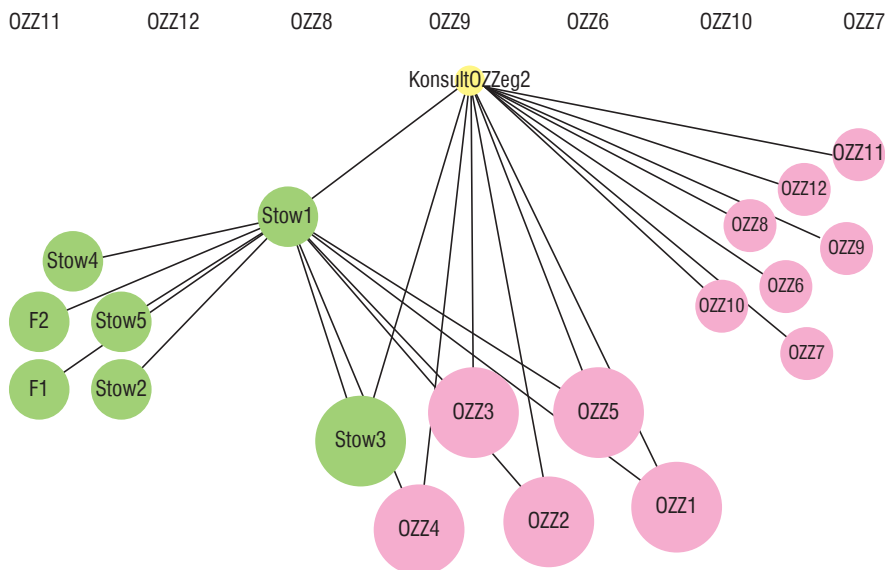 OZZ11 OZZ12 OZZ8 OZZ9 OZZ6 OZZ10 OZZ7
KonsultOZZeg2
OZZ11
OZZ12
Stow1
OZZ8
OZZ9
Stow4
OZZ6
OZZ10
F2 Stow5
OZZ7
F1 Stow2
OZZ3 OZZ5
Stow3
OZZ1
OZZ2
OZZ4